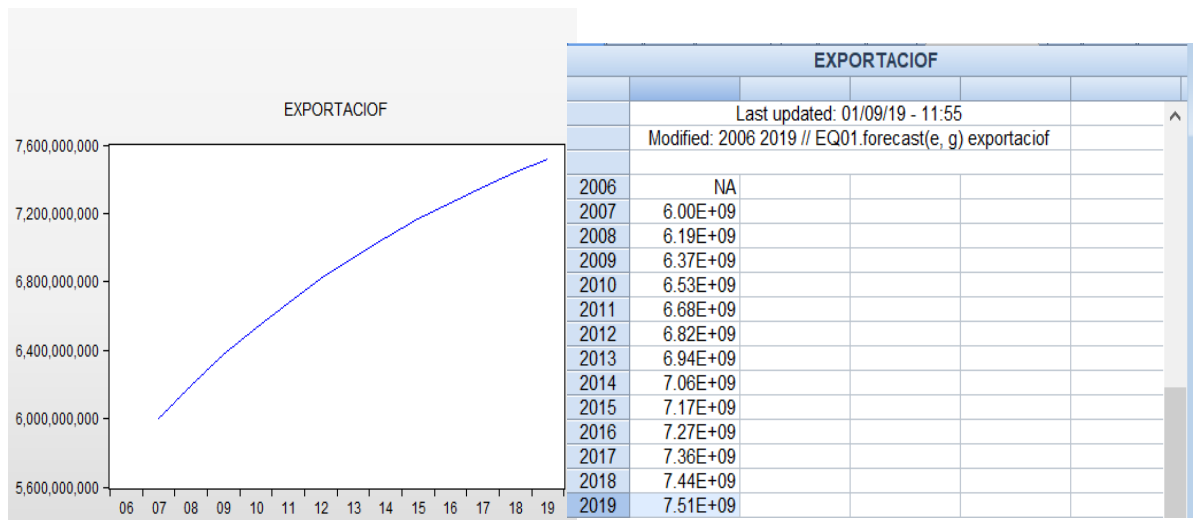 EXPORTACIOF
7,600,000,000
7,200,000,000
6,800,000,000
6,400,000,000
6,000,000,000
5,600,000,000
06 07 08 09 10 11 12 13 14 15 16 17 18 19
EXPORTACIOF
Last updated: 01/09/19 - 11:55
Modified: 2006 2019 // EQ01.forecast(e, g) exportaciof
2006 NA
2007 6.00E+09
2008 6.19E+09
2009 6.37E+09
2010 6.53E+09
2011 6.68E+09
2012 6.82E+09
2013 6.94E+09
2014 7.06E+09
2015 7.17E+09
2016 7.27E+09
2017 7.36E+09
2018 7.44E+09
2019 7.51E+09